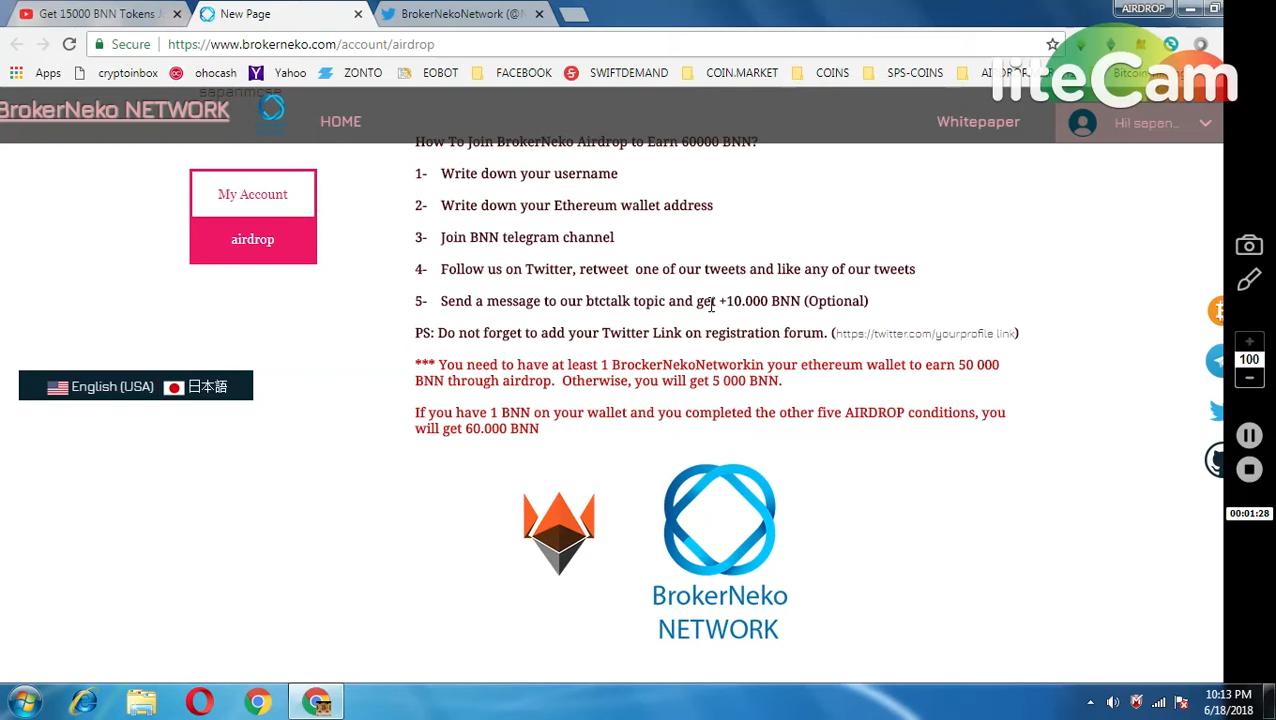 Get 15000 BNN Tokens J
New Page
BrokerNekoNetwork (@N
AIRDROP
Secure
https://www.brokerneko.com/account/airdrop
Apps
cryptoinbox
ohocash
Yahoo
ZONTO
EOBOT
FACEBOOK
SWIFTDEMAND
COIN.MARKET
COINS
SPS-COINS
liteCam
sapanmose
BrokerNeko NETWORK
HOME
Whitepaper
Hi! sapan...
How To Join BrokerNeko Airdrop to Earn 60000 BNN?
1- Write down your username
My Account
2- Write down your Ethereum wallet address
airdrop
3- Join BNN telegram channel
4- Follow us on Twitter, retweet one of our tweets and like any of our tweets
5- Send a message to our btctalk topic and get +10.000 BNN (Optional)
PS: Do not forget to add your Twitter Link on registration forum. (https://twitter.com/yourprofile link)
100
*** You need to have at least 1 BrockerNekoNetworkin your ethereum wallet to earn 50 000
BNN through airdrop. Otherwise, you will get 5 000 BNN.
English (USA) 日本語
If you have 1 BNN on your wallet and you completed the other five AIRDROP conditions, you
will get 60.000 BNN
00:01:28
BrokerNeko
NETWORK
10:13 PM
6/18/2018